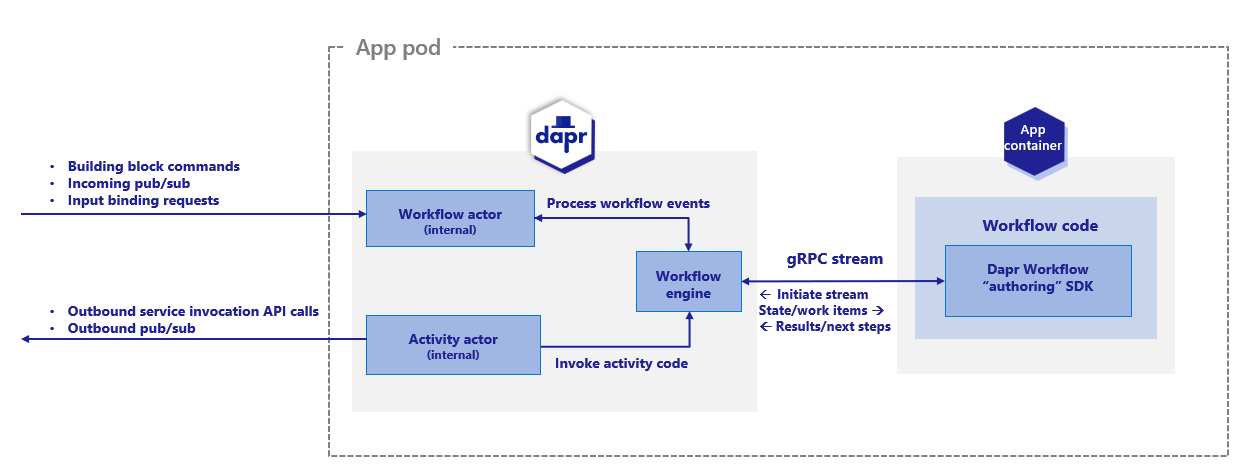 App pod
dapr
App
container
• Building block commands
• Incoming pub/sub
• Input binding requests
Workflow actor
(internal)
Process workflow events
Workflow code
Workflow
engine
gRPC stream
Dapr Workflow
“authoring” SDK
← Initiate stream
State/work items →
← Results/next steps
• Outbound service invocation API calls
• Outbound pub/sub
Activity actor
(internal)
Invoke activity code